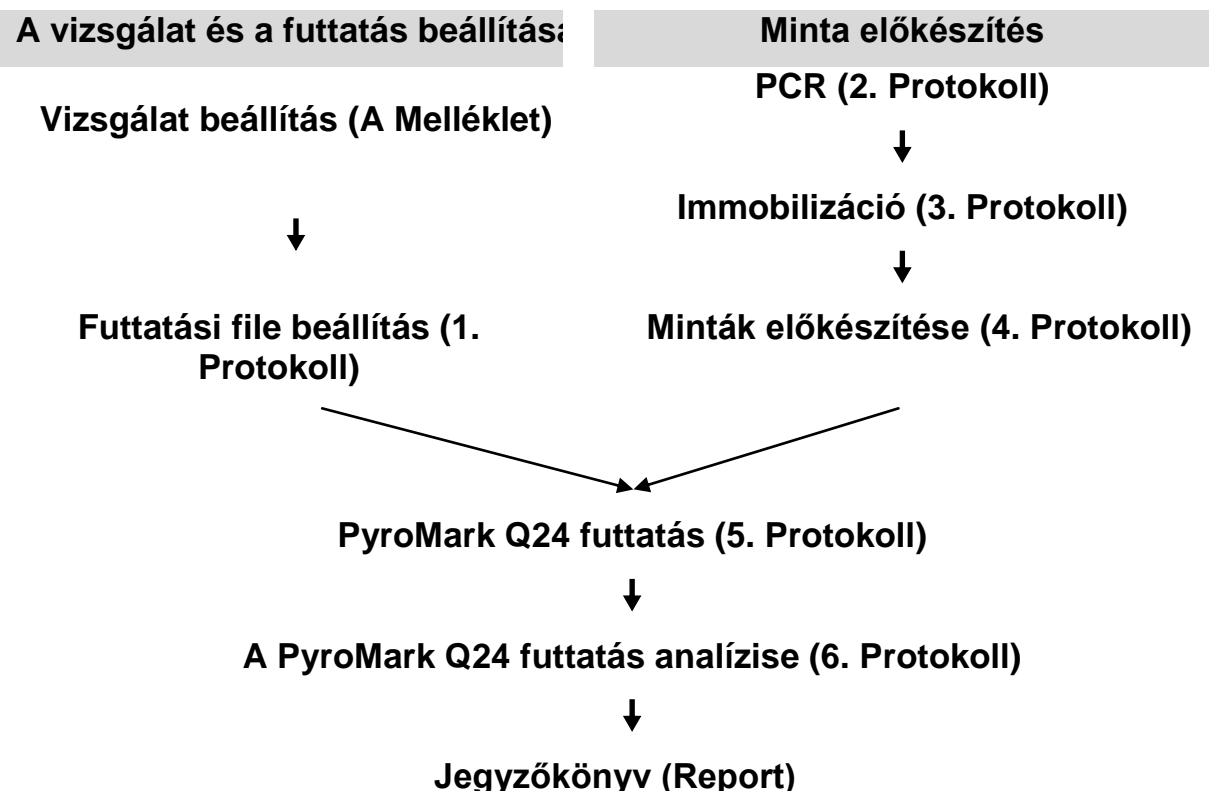 A vizsgálat és a futtatás beállítása
Vizsgálat beállítás (A Melléklet)
Futtatási file beállítás (1.
Protokoll)
Minta előkészítés
PCR (2. Protokoll)
Immobilizáció (3. Protokoll)
Minták előkészítése (4. Protokoll)
PyroMark Q24 futtatás (5. Protokoll)
A PyroMark Q24 futtatás analízise (6. Protokoll)
Jegyzőkönyv (Report)